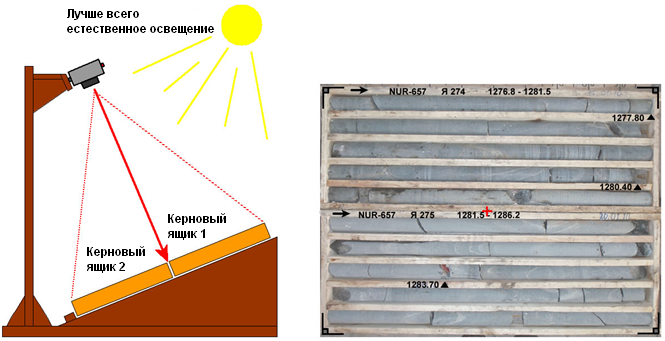 Лучше всего
естественное освещение
Керновый
ящик 1
Керновый
ящик 2
NUR-657 Я 274 1276.8 - 1281.5
1277.80
1280.40
NUR-657 Я 275 1281.5 - 1286.2
1283.70